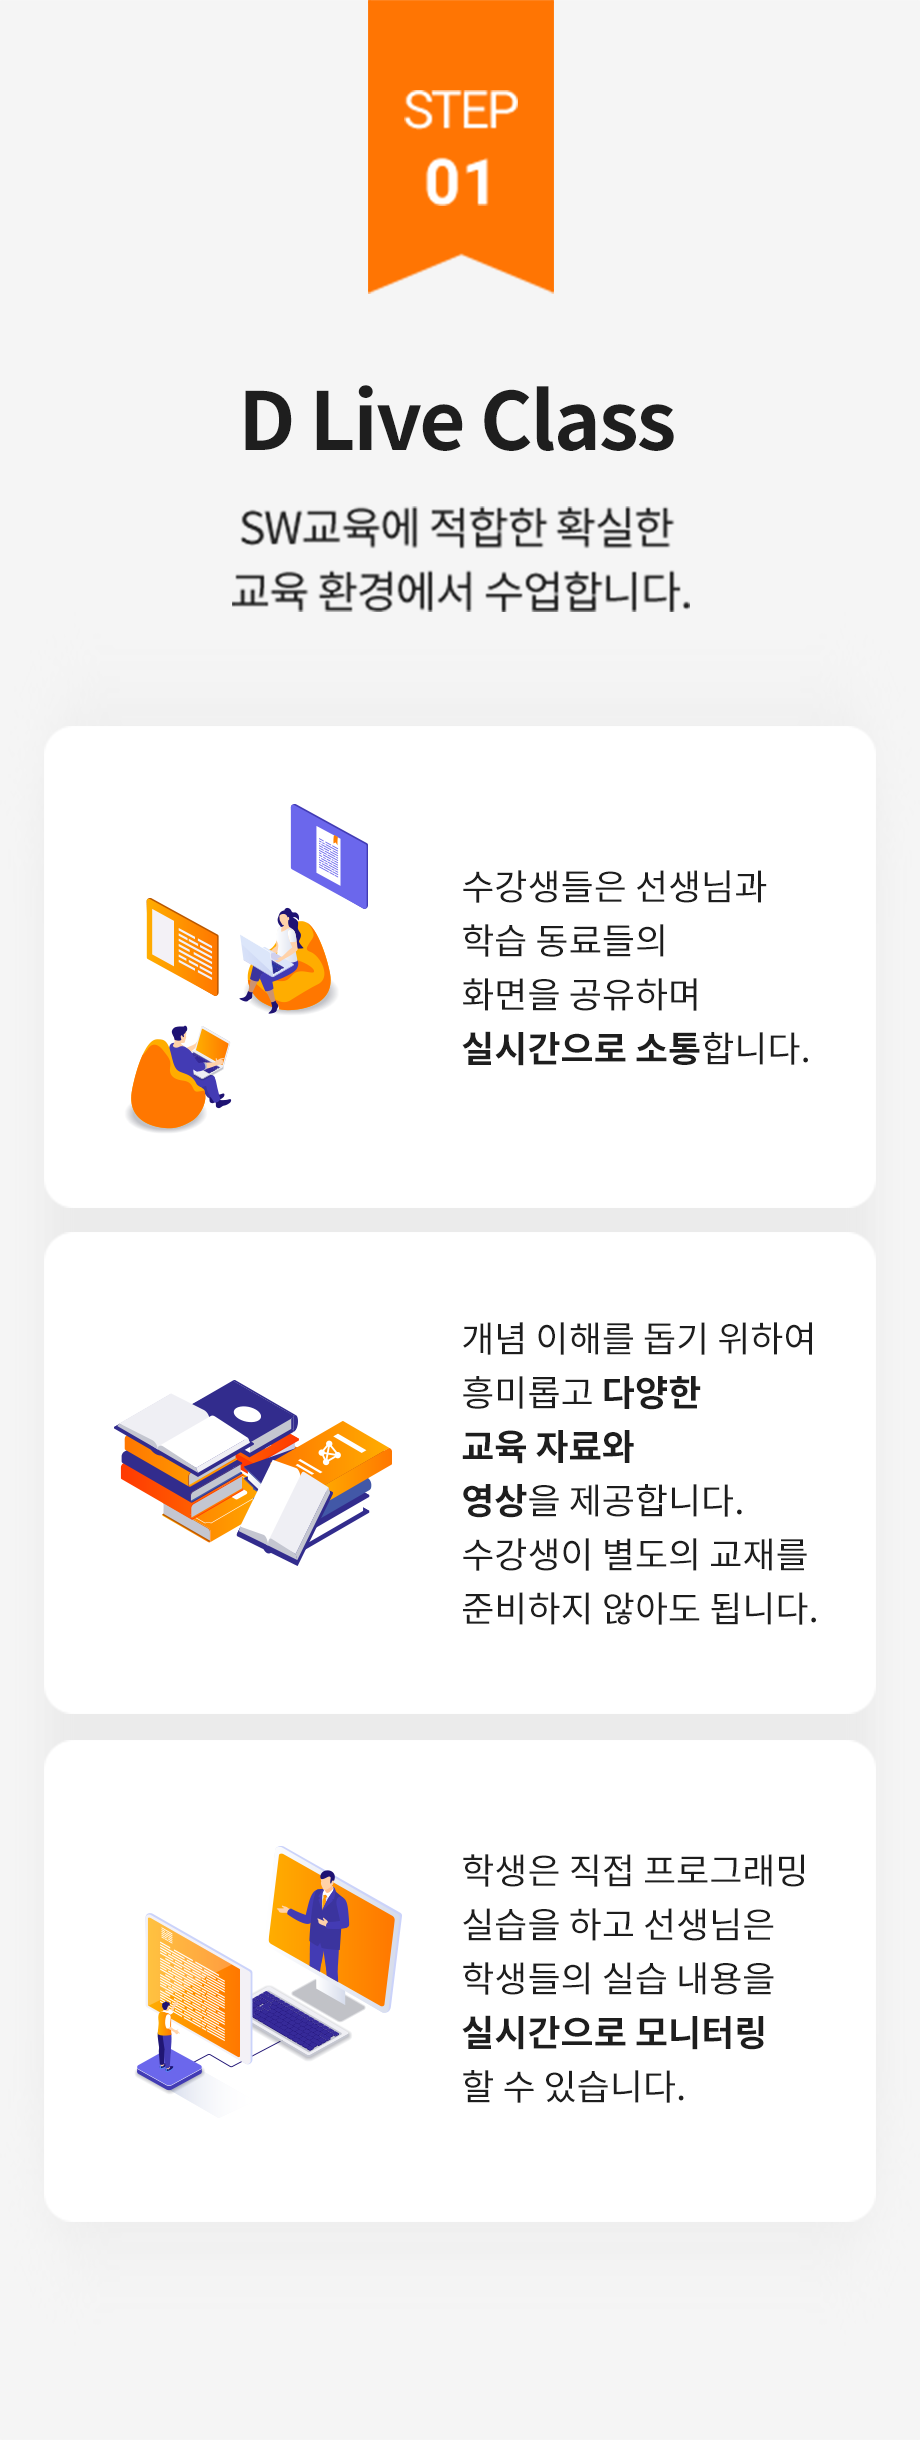 STEP
01
D Live Class
SW교육에 적합한 확실한
교육 환경에서 수업합니다.
수강생들은 선생님과
학습 동료들의
화면을 공유하며
실시간으로 소통합니다.
개념 이해를 돕기 위하여
흥미롭고 다양한
교육 자료와
영상을 제공합니다.
수강생이 별도의 교재를
준비하지 않아도 됩니다.
학생은 직접 프로그래밍
실습을 하고 선생님은
학생들의 실습 내용을
실시간으로 모니터링
할 수 있습니다.